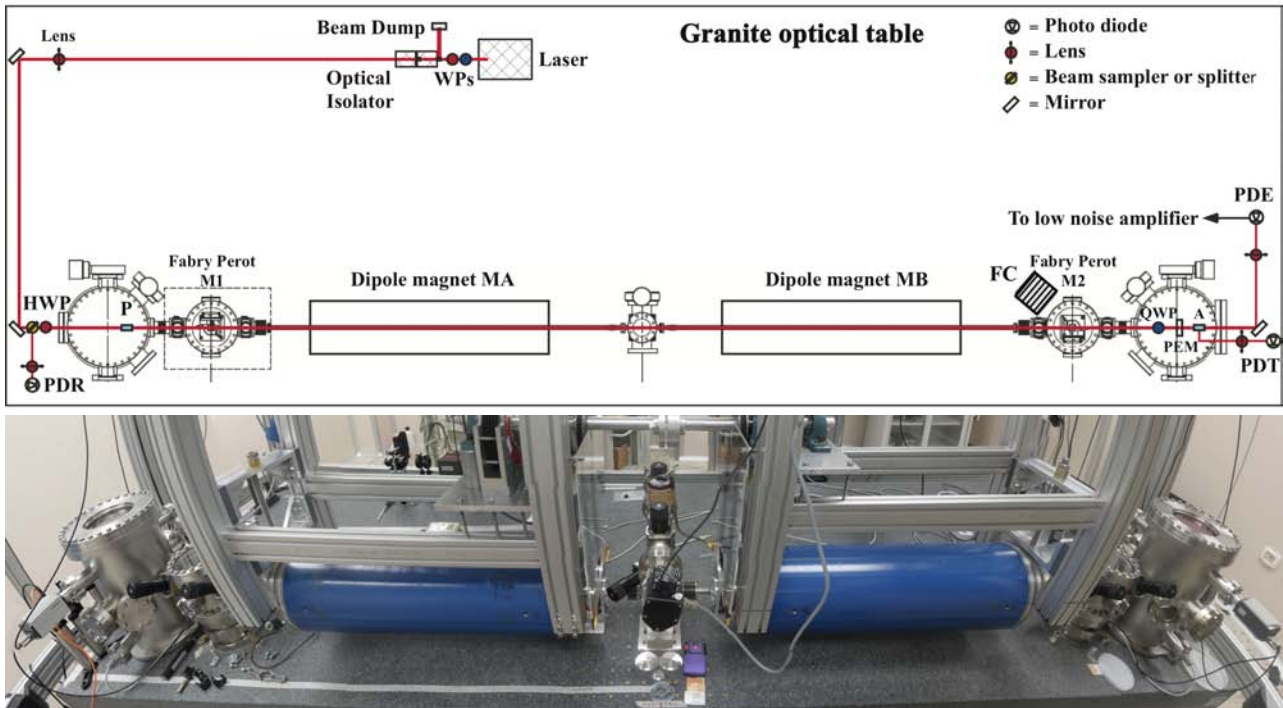 Granite optical table
= Photo diode
= Lens
= Beam sampler or splitter
= Mirror
Lens
Beam Dump
Optical
Isolator
WPs
Laser
HWP
P
PDR
Fabry Perot
M1
Dipole magnet MA
Dipole magnet MB
FC
Fabry Perot
M2
To low noise amplifier
PDE
QWP
PEM
A
PDT